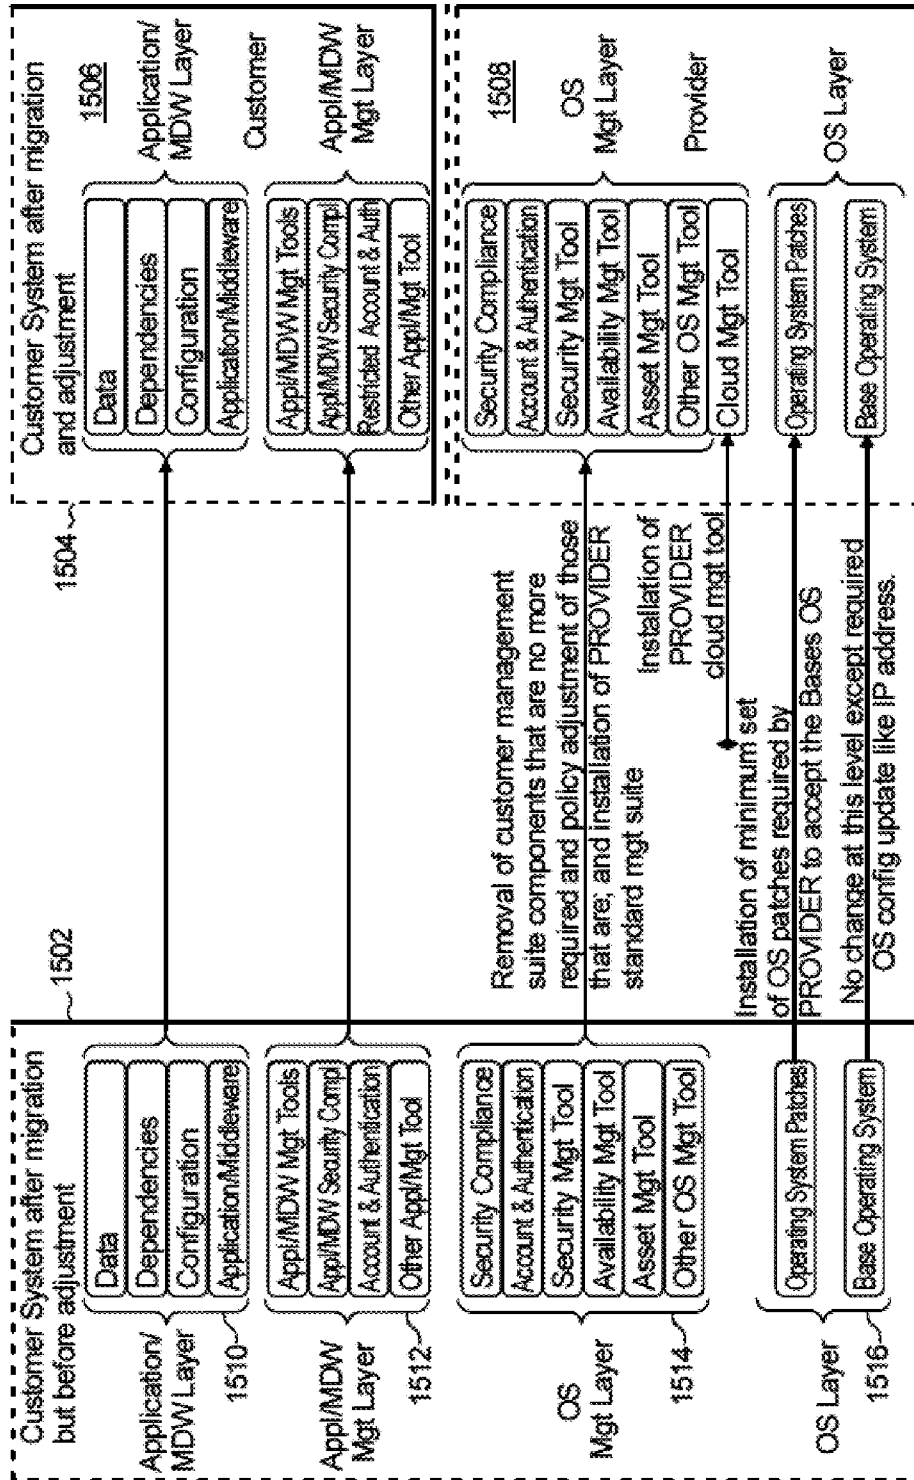 Customer System after migration
but before adjustment
1502
Application/
MDW Layer
1510
Data
Dependencies
Configuration
Application/Middleware
Appl/MDW
Mgt Layer
1512
Appl/MDW Mgt Tools
Appl/MDW Security Compl
Account & Authentication
Other Appl/Mgt Tool
OS
Mgt Layer
1514
Security Compliance
Account & Authentication
Security Mgt Tool
Availability Mgt Tool
Asset Mgt Tool
Other OS Mgt Tool
OS Layer
1516
Operating System Patches
Base Operating System
Removal of customer management
suite components that are no more
required and policy adjustment of those
that are; and installation of PROVIDER
standard mgt suite
Installation of
PROVIDER
cloud mgt tool
Installation of minimum set
of OS patches required by
PROVIDER to accept the Bases OS
No change at this level except required
OS config update like IP address.
1504
Customer System after migration
and adjustment
1506
Data
Dependencies
Configuration
Application/Middleware
Application/
MDW Layer
Customer
Appl/MDW Mgt Tools
Appl/MDW Security Compl
Restricted Account & Auth
Other Appl/Mgt Tool
Appl/MDW
Mgt Layer
1508
Security Compliance
Account & Authentication
Security Mgt Tool
Availability Mgt Tool
Asset Mgt Tool
Other OS Mgt Tool
Cloud Mgt Tool
OS
Mgt Layer
Provider
Operating System Patches
Base Operating System
OS Layer